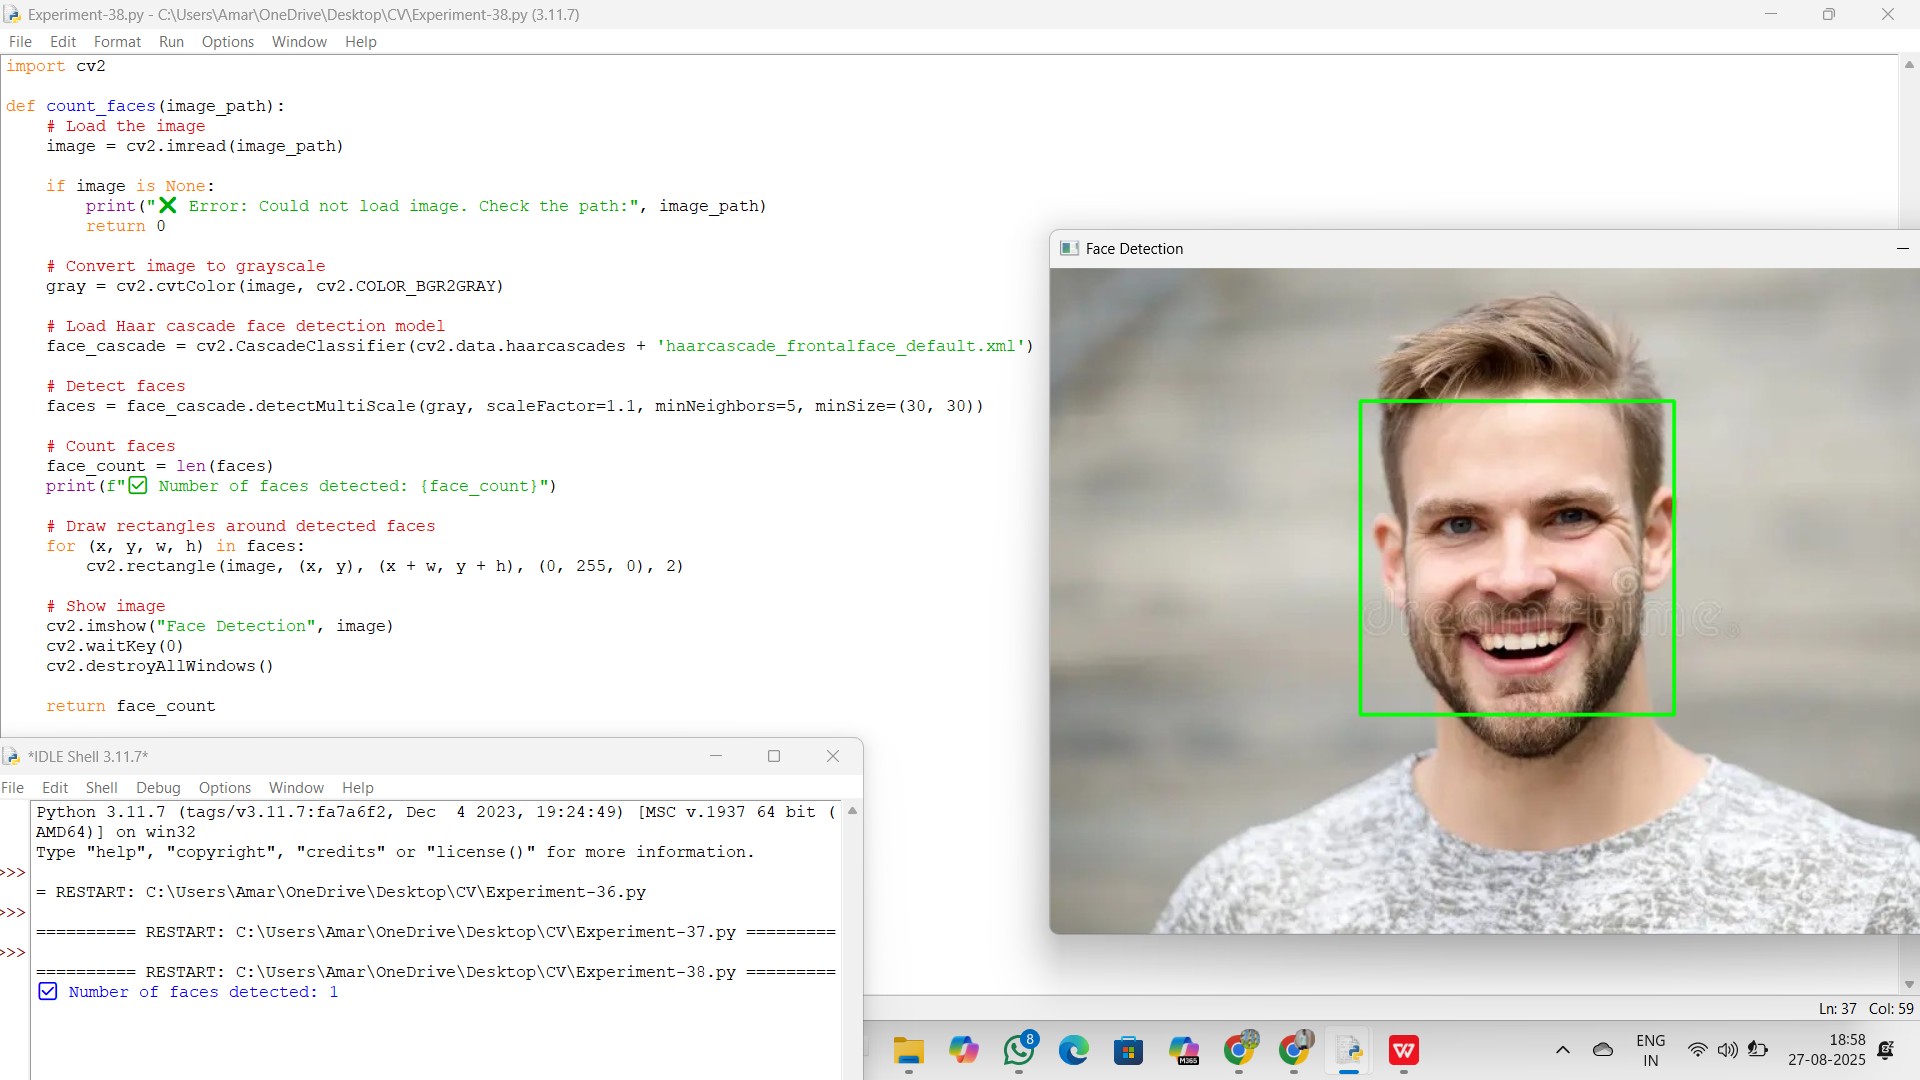 Experiment-38.py - C:\Users\Amar\OneDrive\Desktop\CV\Experiment-38.py (3.11.7)
File Edit Format Run Options Window Help
import cv2
def count_faces(image_path):
# Load the image
image = cv2.imread(image_path)
if image is None:
print("❌ Error: Could not load image. Check the path:", image_path)
return 0
# Convert image to grayscale
gray = cv2.cvtColor(image, cv2.COLOR_BGR2GRAY)
# Load Haar cascade face detection model
face_cascade = cv2.CascadeClassifier(cv2.data.haarcascades + 'haarcascade_frontalface_default.xml')
# Detect faces
faces = face_cascade.detectMultiScale(gray, scaleFactor=1.1, minNeighbors=5, minSize=(30, 30))
# Count faces
face_count = len(faces)
print(f"✅ Number of faces detected: {face_count}")
# Draw rectangles around detected faces
for (x, y, w, h) in faces:
cv2.rectangle(image, (x, y), (x + w, y + h), (0, 255, 0), 2)
# Show image
cv2.imshow("Face Detection", image)
cv2.waitKey(0)
cv2.destroyAllWindows()
return face_count
Face Detection
dreamstime.
*IDLE Shell 3.11.7*
File Edit Shell Debug Options Window Help
Python 3.11.7 (tags/v3.11.7:fa7a6f2, Dec  4 2023, 19:24:49) [MSC v.1937 64 bit (
AMD64)] on win32
Type "help", "copyright", "credits" or "license()" for more information.
>>>
= RESTART: C:\Users\Amar\OneDrive\Desktop\CV\Experiment-36.py
>>>
========== RESTART: C:\Users\Amar\OneDrive\Desktop\CV\Experiment-37.py =========
>>>
========== RESTART: C:\Users\Amar\OneDrive\Desktop\CV\Experiment-38.py =========
✅ Number of faces detected: 1
Ln: 37 Col: 59
8
M365
ENG
IN
18:58
27-08-2025